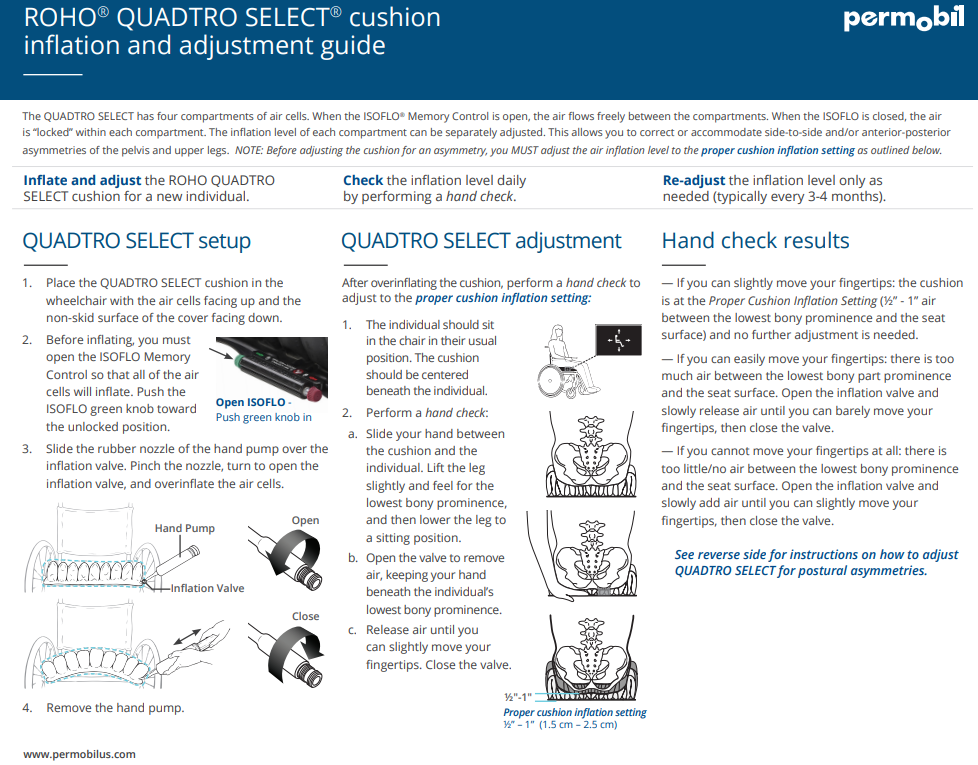 ROHO® QUADTRO SELECT® cushion
inflation and adjustment guide
permobil
The QUADTRO SELECT has four compartments of air cells. When the ISOFLO® Memory Control is open, the air flows freely between the compartments. When the ISOFLO is closed, the air
is “locked” within each compartment. The inflation level of each compartment can be separately adjusted. This allows you to correct or accommodate side-to-side and/or anterior-posterior
asymmetries of the pelvis and upper legs. NOTE: Before adjusting the cushion for an asymmetry, you MUST adjust the air inflation level to the proper cushion inflation setting as outlined below.
Inflate and adjust the ROHO QUADTRO
SELECT cushion for a new individual.
Check the inflation level daily
by performing a hand check.
Re-adjust the inflation level only as
needed (typically every 3-4 months).
QUADTRO SELECT setup
1. Place the QUADTRO SELECT cushion in the
wheelchair with the air cells facing up and the
non-skid surface of the cover facing down.
2. Before inflating, you must
open the ISOFLO Memory
Control so that all of the air
cells will inflate. Push the
ISOFLO green knob toward
the unlocked position.
Open ISOFLO -
Push green knob in
3. Slide the rubber nozzle of the hand pump over the
inflation valve. Pinch the nozzle, turn to open the
inflation valve, and overinflate the air cells.
Hand Pump
Inflation Valve
Open
Close
4. Remove the hand pump.
QUADTRO SELECT adjustment
After overinflating the cushion, perform a hand check to
adjust to the proper cushion inflation setting:
1. The individual should sit
in the chair in their usual
position. The cushion
should be centered
beneath the individual.
2. Perform a hand check:
a. Slide your hand between
the cushion and the
individual. Lift the leg
slightly and feel for the
lowest bony prominence,
and then lower the leg to
a sitting position.
b. Open the valve to remove
air, keeping your hand
beneath the individual’s
lowest bony prominence.
c. Release air until you
can slightly move your
fingertips. Close the valve.
½"-1"
Proper cushion inflation setting
½” – 1” (1.5 cm – 2.5 cm)
Hand check results
— If you can slightly move your fingertips: the cushion
is at the Proper Cushion Inflation Setting (½” - 1” air
between the lowest bony prominence and the seat
surface) and no further adjustment is needed.
— If you can easily move your fingertips: there is too
much air between the lowest bony part prominence
and the seat surface. Open the inflation valve and
slowly release air until you can barely move your
fingertips, then close the valve.
— If you cannot move your fingertips at all: there is
too little/no air between the lowest bony prominence
and the seat surface. Open the inflation valve and
slowly add air until you can slightly move your
fingertips, then close the valve.
See reverse side for instructions on how to adjust
QUADTRO SELECT for postural asymmetries.
www.permobilus.com